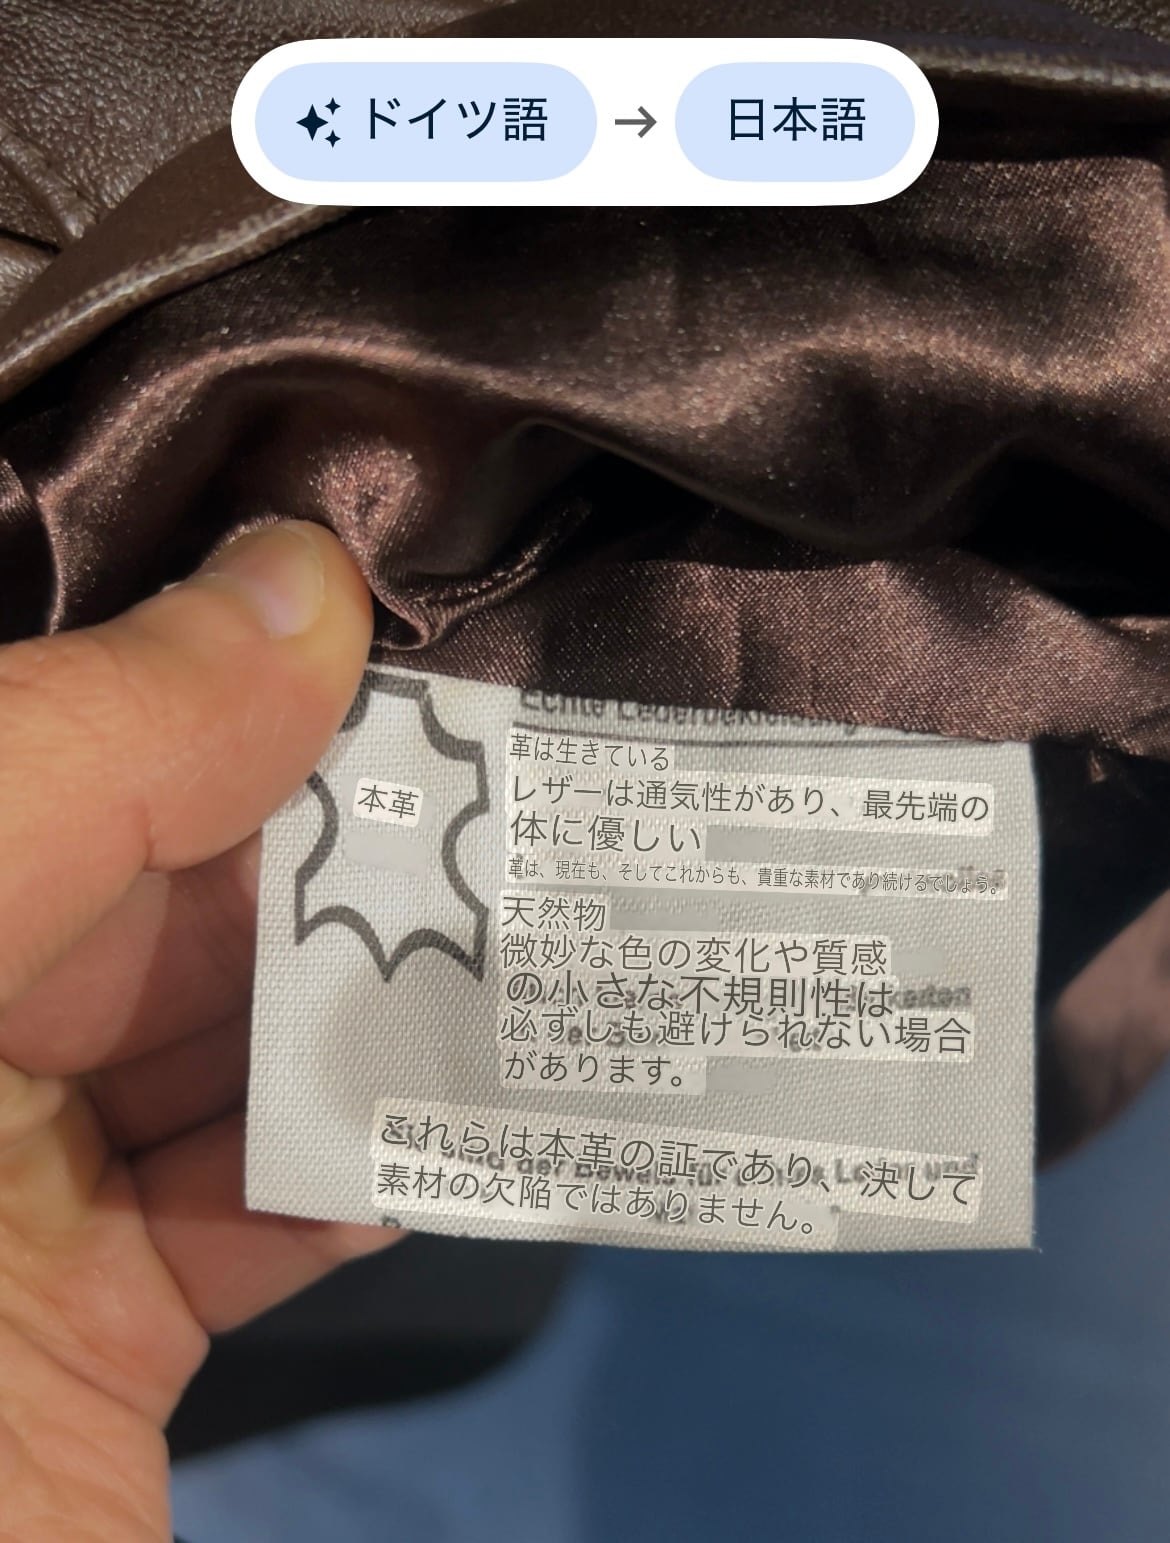 ドイツ語 → 日本語
Echte Lederbekleidung
革は生きている
本革
レザーは通気性があり、最先端の
体に優しい
革は、現在も、そしてこれからも、貴重な素材であり続けるでしょう。
天然物
微妙な色の変化や質感
の小さな不規則性は
必ずしも避けられない場合
があります。
これらは本革の証であり、決して
素材の欠陥ではありません。